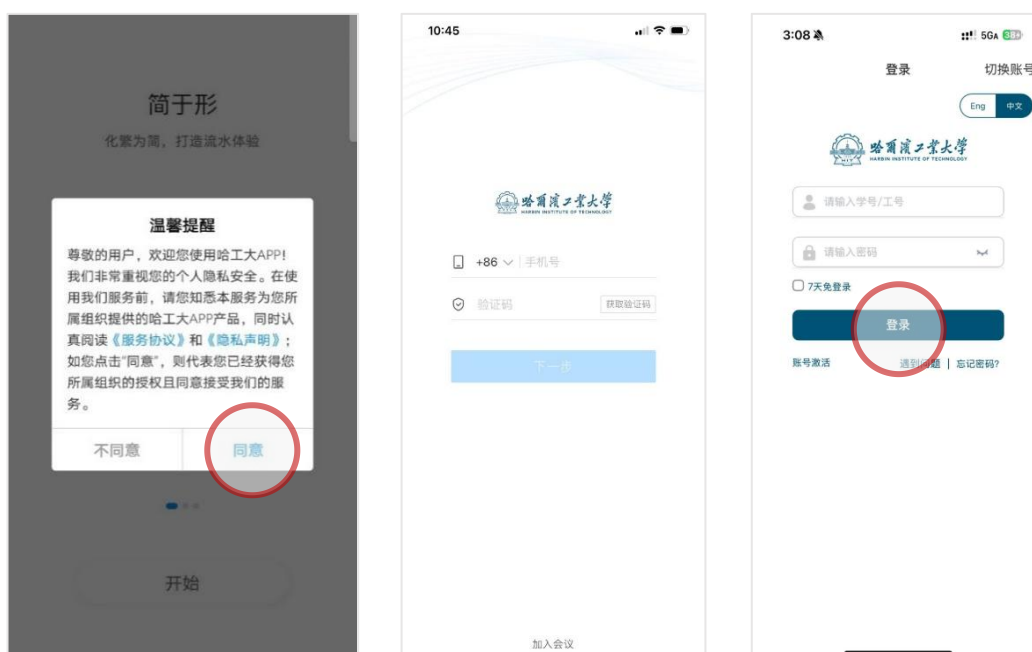 简于形
化繁为简，打造流水体验
温馨提醒
尊敬的用户，欢迎您使用哈工大APP!
我们非常重视您的个人隐私安全。在使
用我们服务前，请您知悉本服务为您所
属组织提供的哈工大APP产品，同时认
真阅读《服务协议》和《隐私声明》;
如您点击“同意”，则代表您已经获得您
所属组织的授权且同意接受我们的服
务。
不同意 同意
开始
10:45
哈爾濱工業大學
HARBIN INSTITUTE OF TECHNOLOGY
+86 手机号
验证码 获取验证码
下一步
加入会议
3:08 5GA
登录 切换账号
Eng 中文
哈爾濱工業大學
HARBIN INSTITUTE OF TECHNOLOGY
请输入学号/工号
请输入密码
7天免登录
登录
账号激活 遇到问题 | 忘记密码?